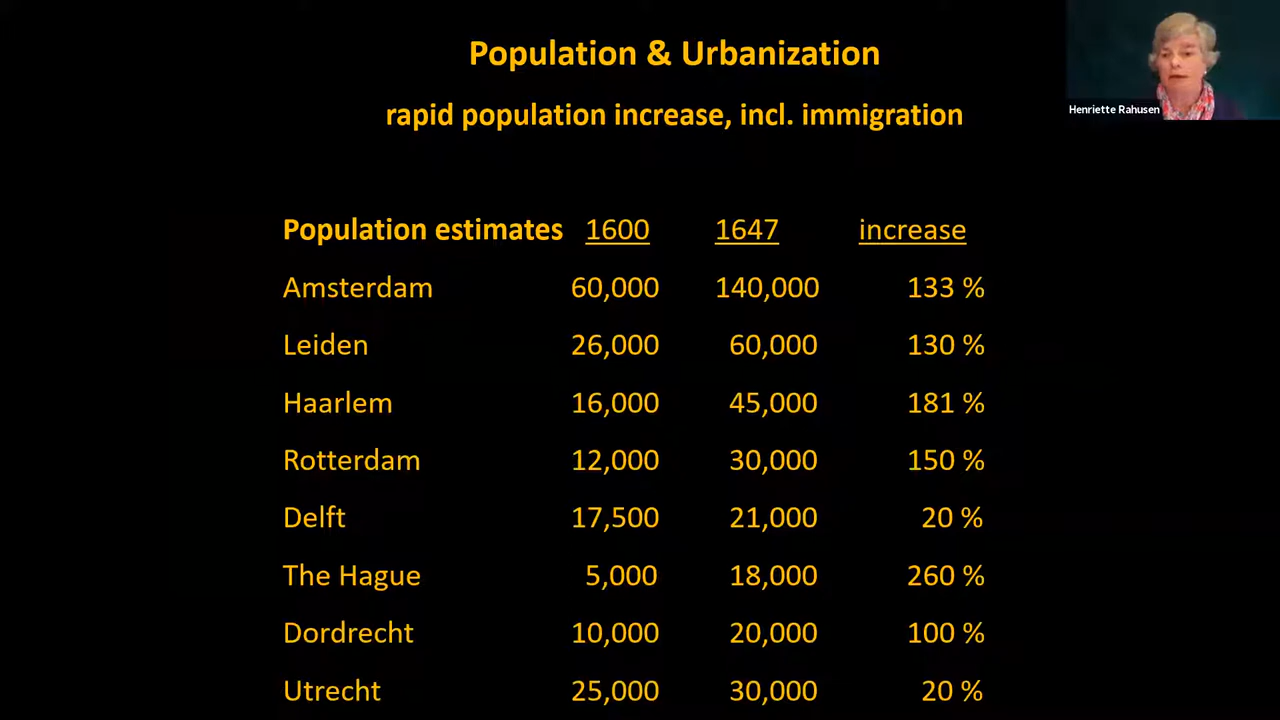 Population & Urbanization
rapid population increase, incl. immigration
Henriette Rahusen
Population estimates 1600 1647 increase
Amsterdam 60,000 140,000 133 %
Leiden 26,000 60,000 130 %
Haarlem 16,000 45,000 181 %
Rotterdam 12,000 30,000 150 %
Delft 17,500 21,000 20 %
The Hague 5,000 18,000 260 %
Dordrecht 10,000 20,000 100 %
Utrecht 25,000 30,000 20 %